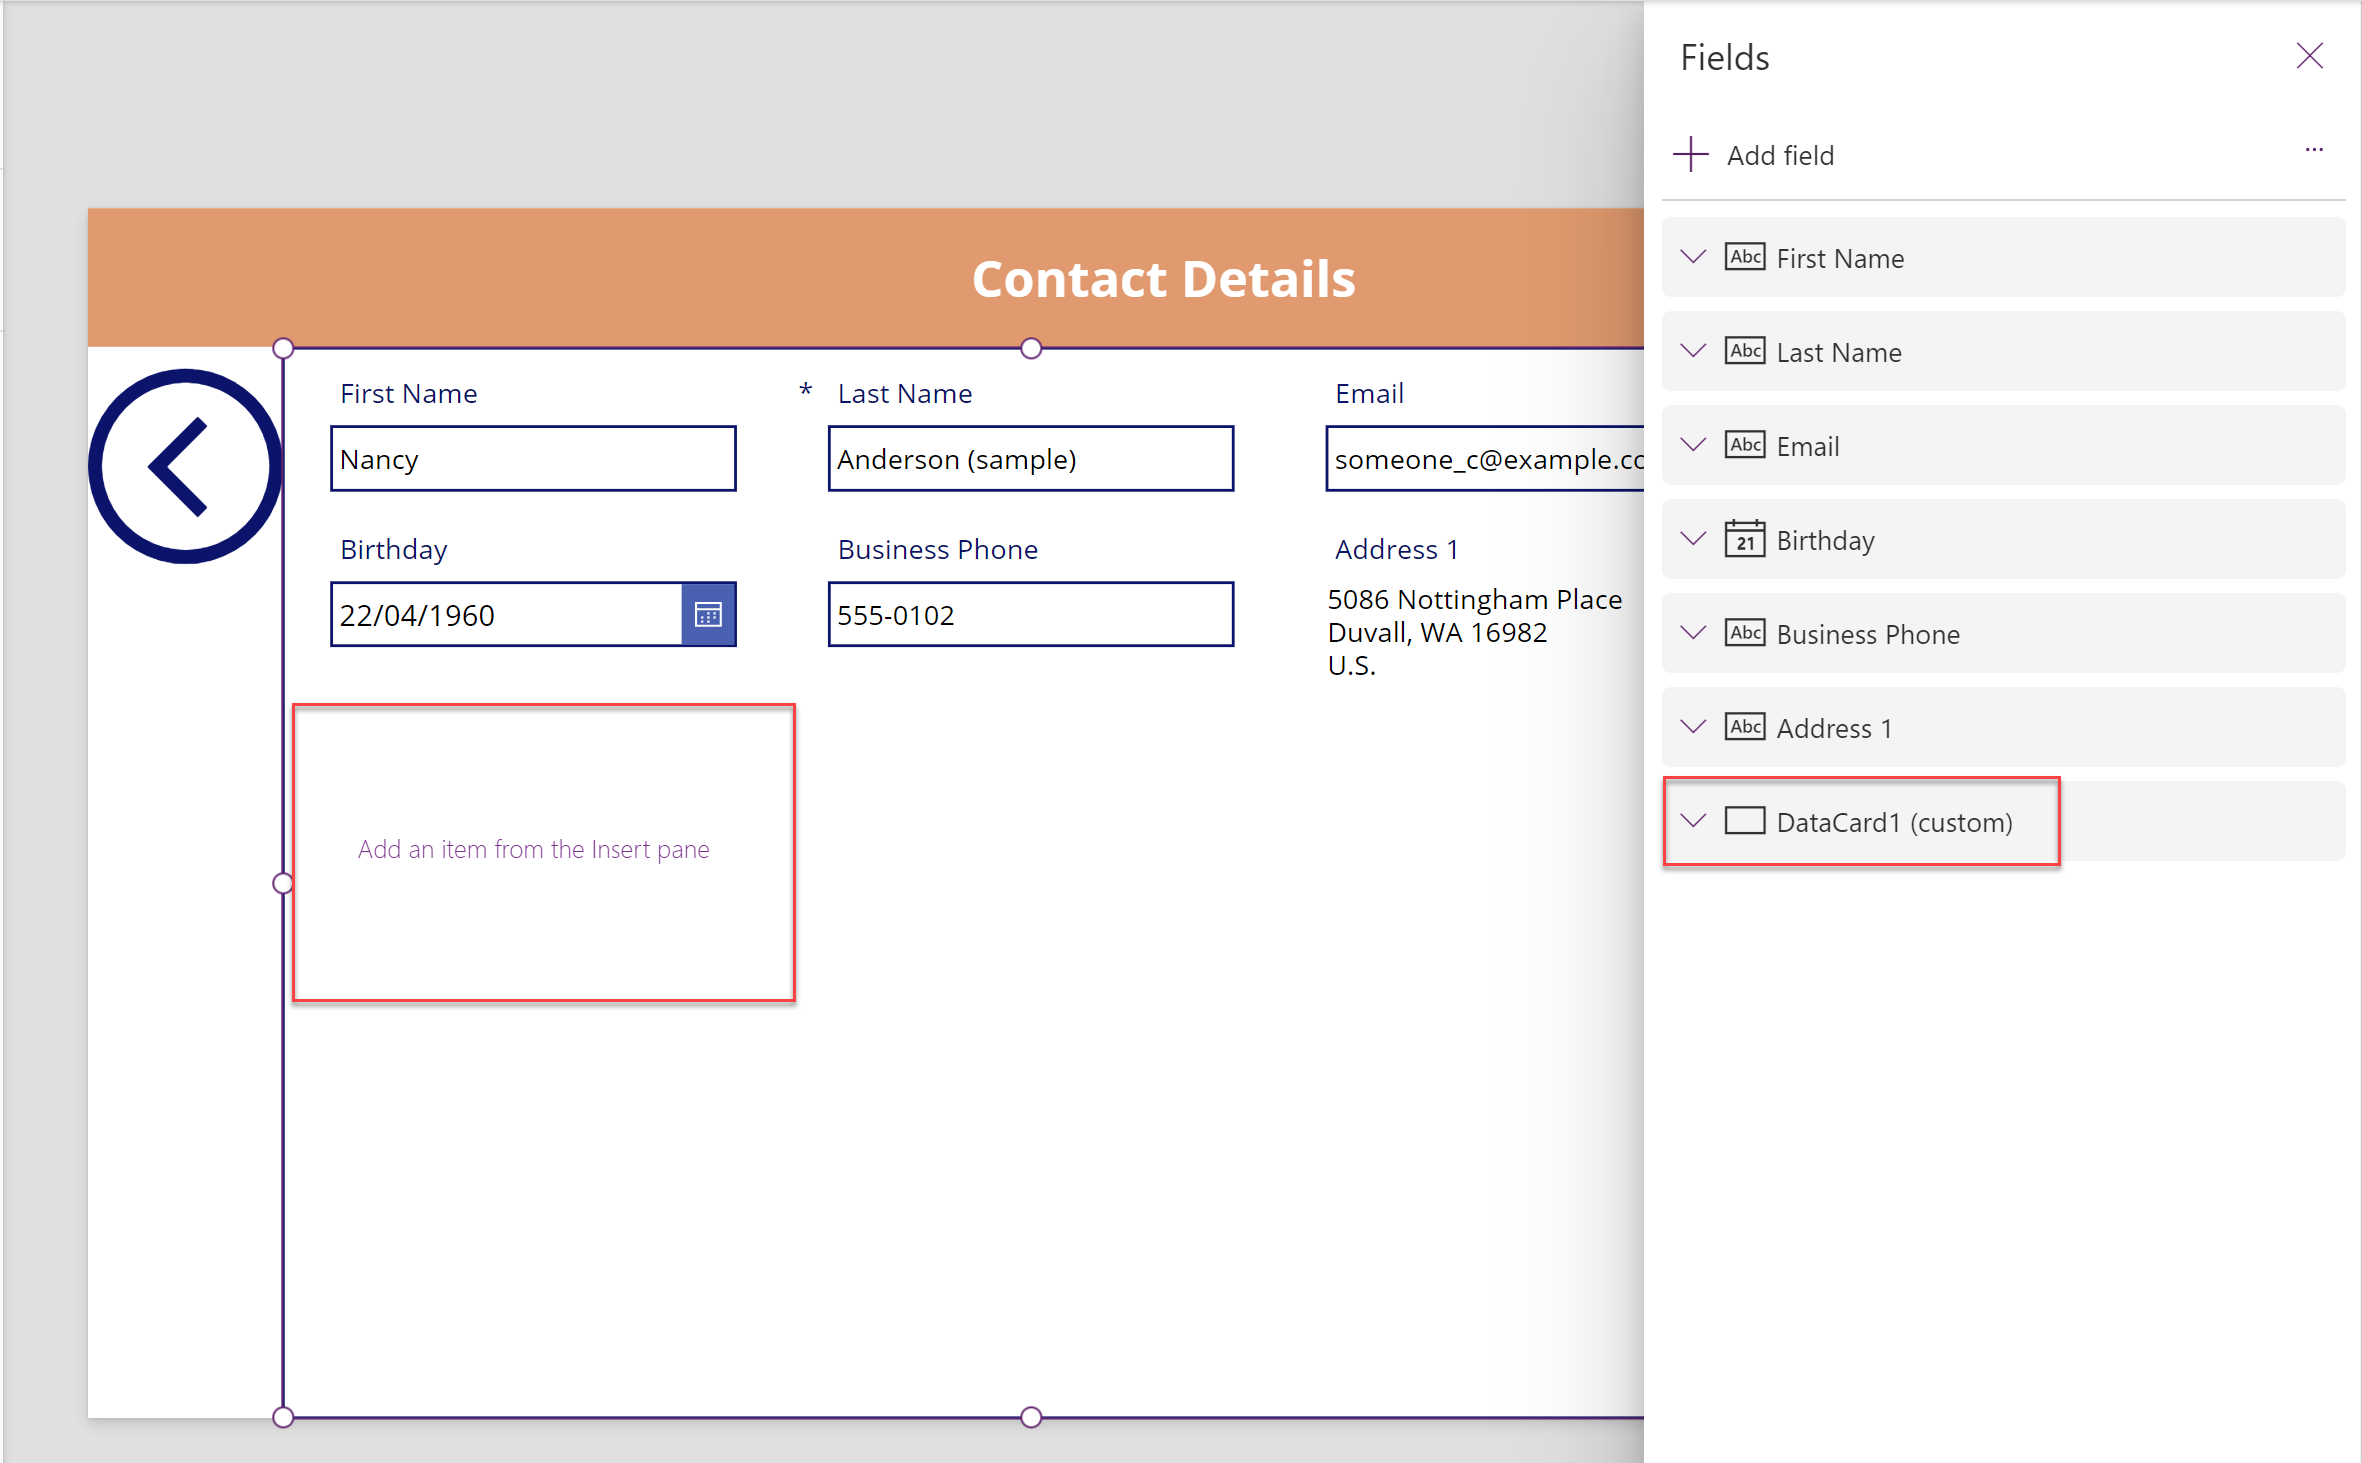 Contact Details
First Name
* Last Name
Email
Nancy
Anderson (sample)
someone_c@example.co
Birthday
Business Phone
Address 1
22/04/1960
555-0102
5086 Nottingham Place
Duvall, WA 16982
U.S.
Add an item from the Insert pane
Fields
Add field
...
Abc First Name
Abc Last Name
Abc Email
21 Birthday
Abc Business Phone
Abc Address 1
DataCard1 (custom)